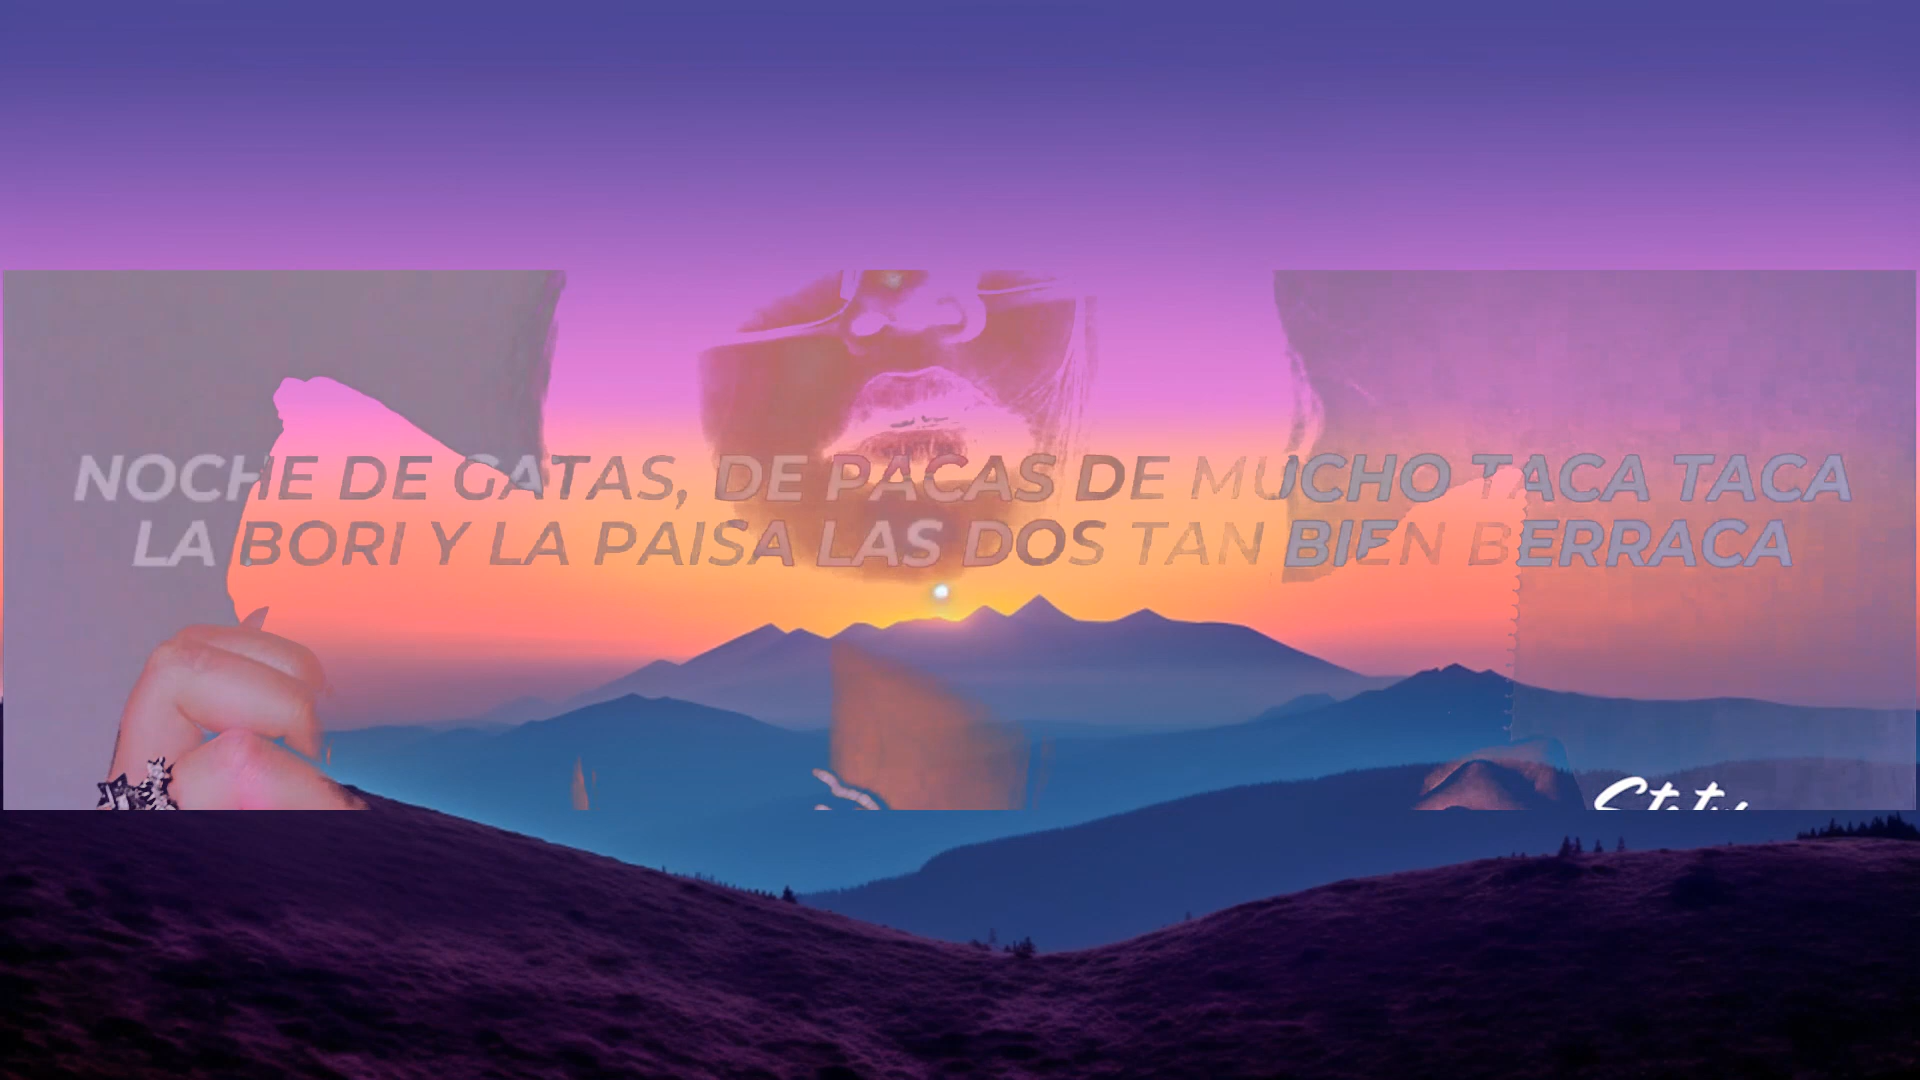 NOCHE DE GATAS, DE PACAS DE MUCHO TACA TACA
LA BORI Y LA PAISA LAS DOS TAN BIEN BERRACA